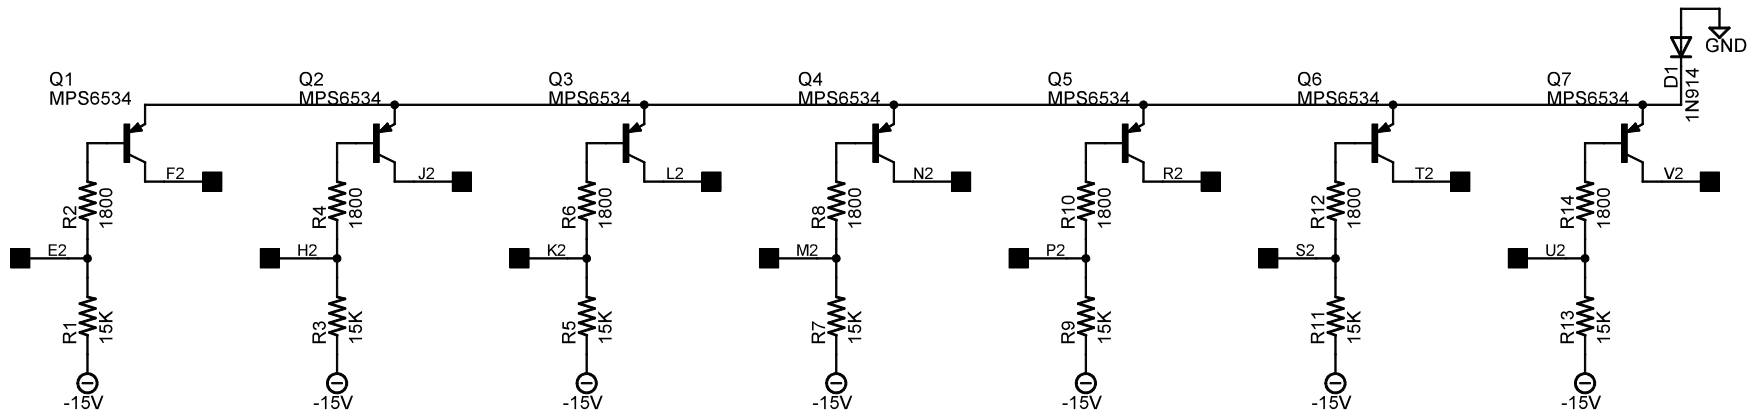 GND
D1
1N914
Q1
MPS6534
Q2
MPS6534
Q3
MPS6534
Q4
MPS6534
Q5
MPS6534
Q6
MPS6534
Q7
MPS6534
F2
J2
L2
N2
R2
T2
V2
R2
1800
R4
1800
R6
1800
R8
1800
R10
1800
R12
1800
R14
1800
E2
H2
K2
M2
P2
S2
U2
R1
15K
R3
15K
R5
15K
R7
15K
R9
15K
R11
15K
R13
15K
-15V
-15V
-15V
-15V
-15V
-15V
-15V